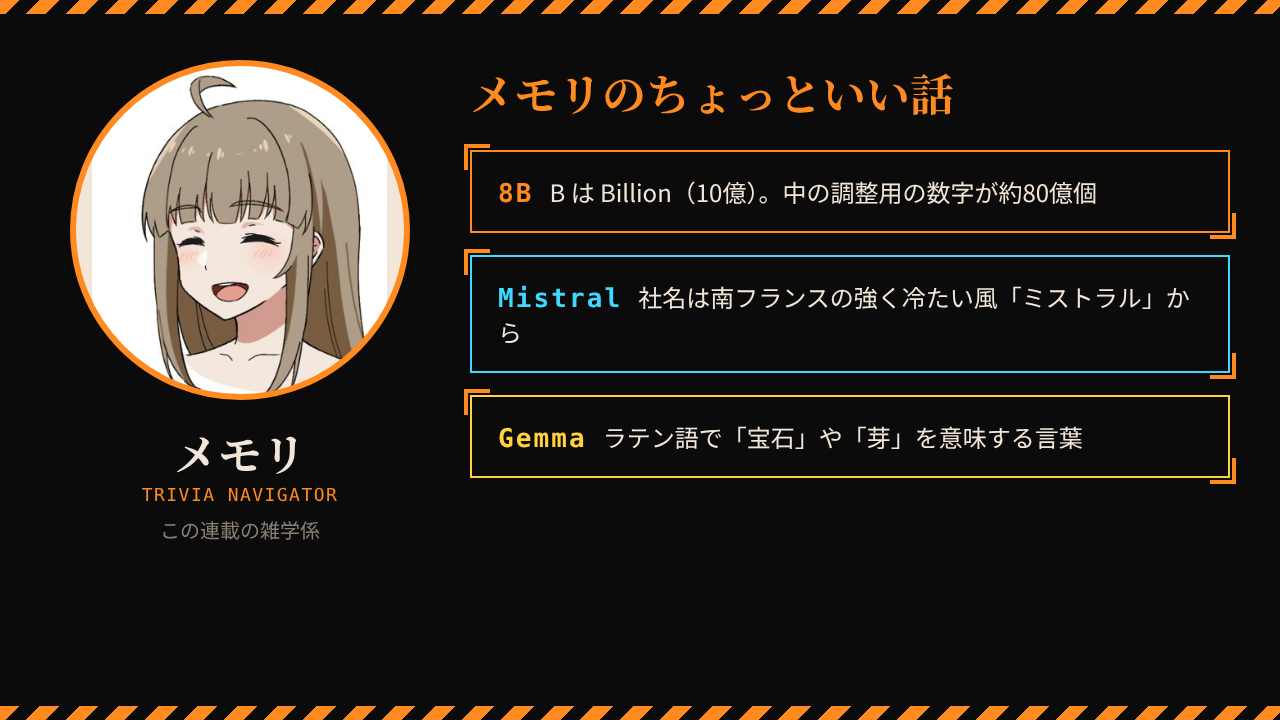 メモリのちょっといい話
8B B は Billion（10億）。中の調整用の数字が約80億個
Mistral 社名は南フランスの強く冷たい風「ミストラル」か
ら
Gemma ラテン語で「宝石」や「芽」を意味する言葉
メモリ
TRIVIA NAVIGATOR
この連載の雑学係